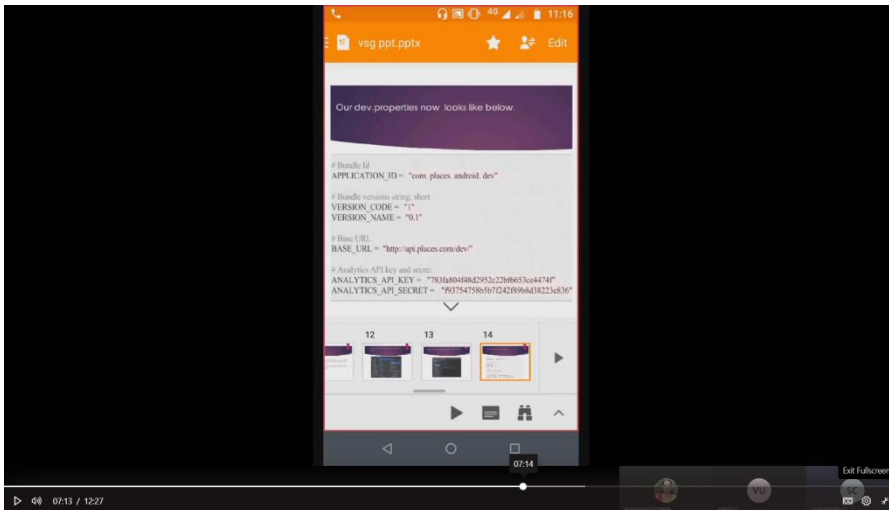 4G 11:16
vsg ppt.pptx Edit
Our dev.properties now looks like below.
# Bundle Id
APPLICATION_ID = "com. places. android. dev"
# Bundle versions string, short
VERSION_CODE = "1"
VERSION_NAME = "0.1"
# Base URL
BASE_URL = "http://api.places.com/dev/"
# Analytics API key and secret
ANALYTICS_API_KEY = "783fa804f48d2952c22bf6653ce4474f"
ANALYTICS_API_SECRET = "f93754758b5b7f242f89b8d38223e836"
12 13 14
07:14
Exit Fullscreen
VU SC
07:13 / 12:27